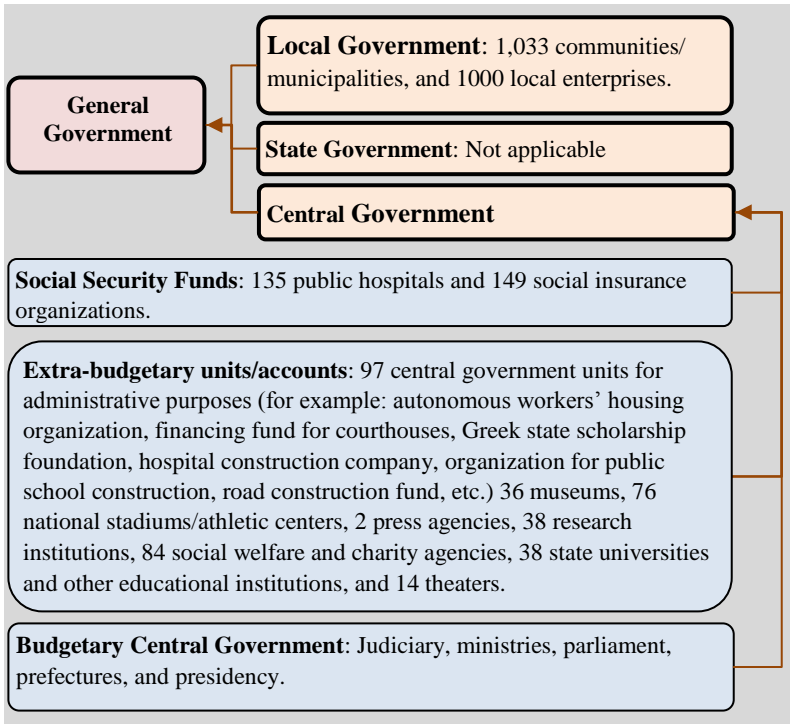 General
Government
Local Government: 1,033 communities/
municipalities, and 1000 local enterprises.
State Government: Not applicable
Central Government
Social Security Funds: 135 public hospitals and 149 social insurance
organizations.
Extra-budgetary units/accounts: 97 central government units for
administrative purposes (for example: autonomous workers’ housing
organization, financing fund for courthouses, Greek state scholarship
foundation, hospital construction company, organization for public
school construction, road construction fund, etc.) 36 museums, 76
national stadiums/athletic centers, 2 press agencies, 38 research
institutions, 84 social welfare and charity agencies, 38 state universities
and other educational institutions, and 14 theaters.
Budgetary Central Government: Judiciary, ministries, parliament,
prefectures, and presidency.